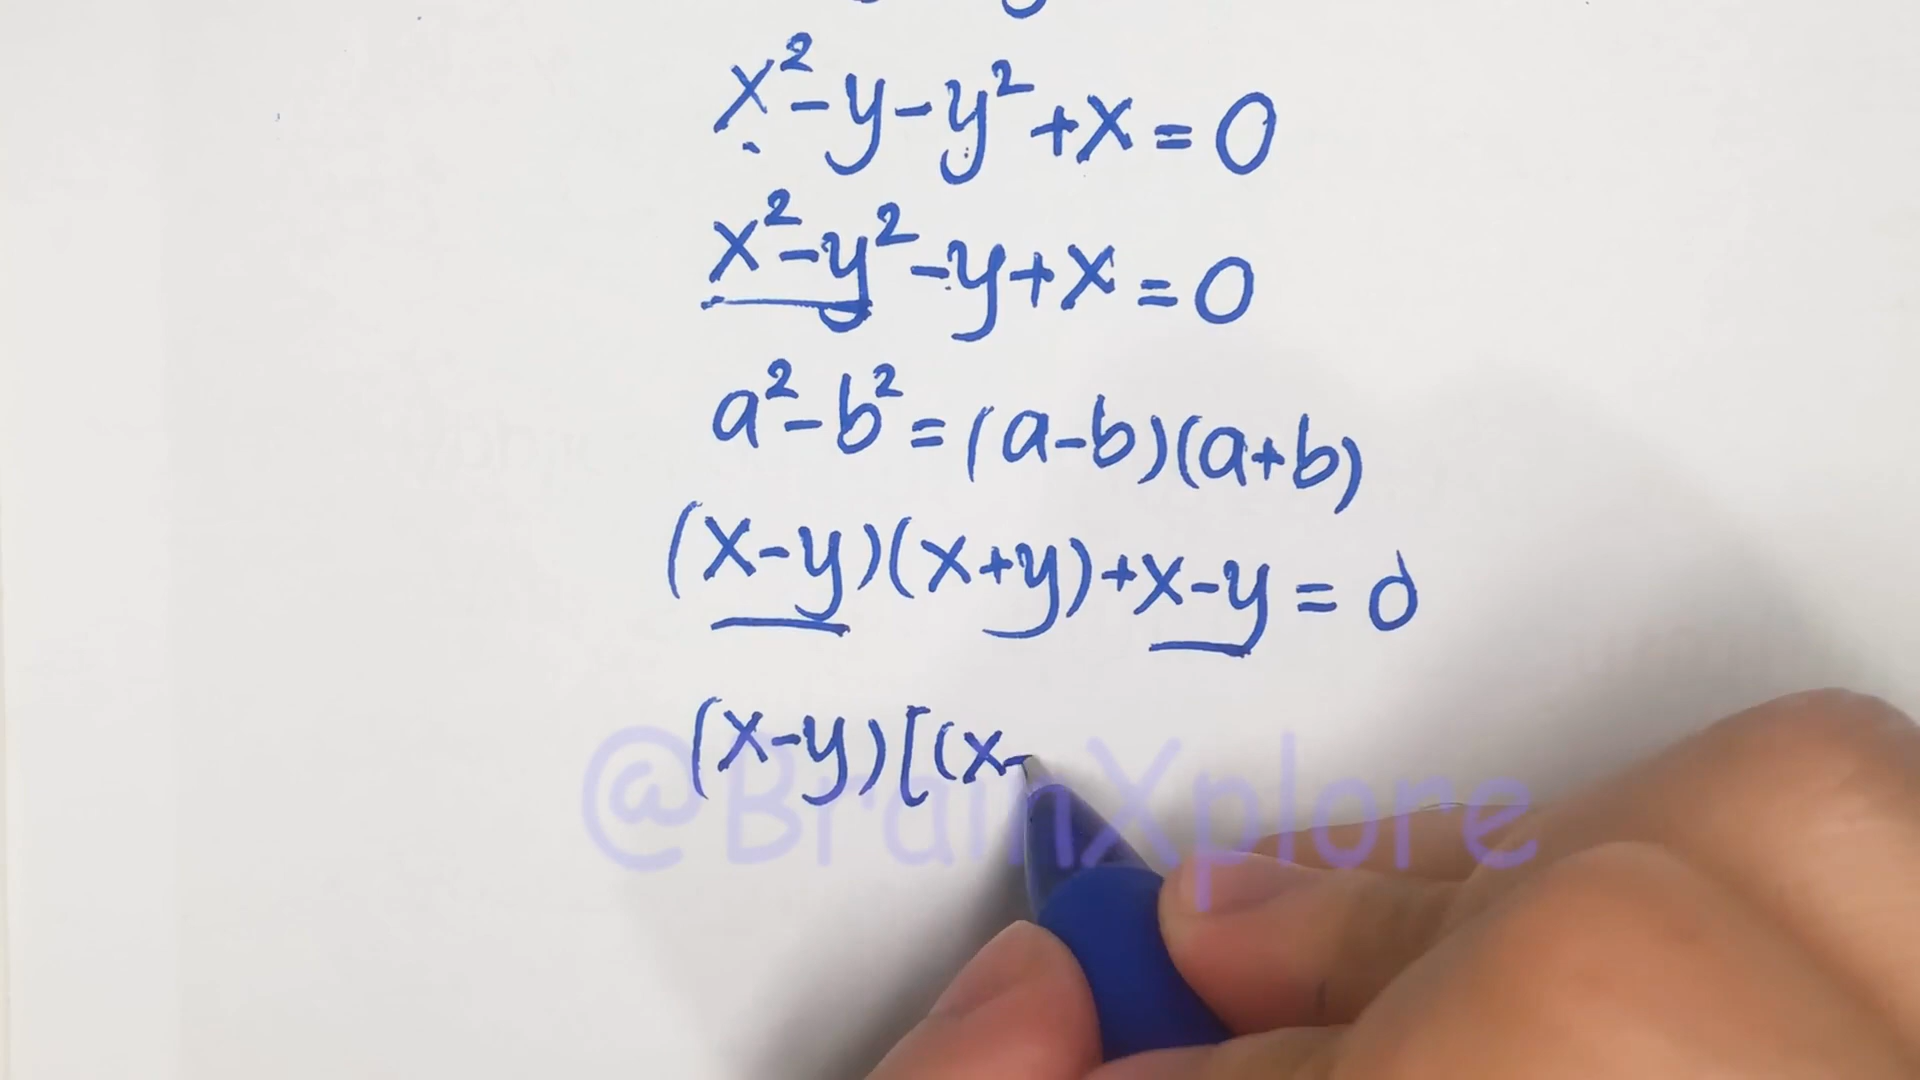 x²-y-y²+x=0
x²-y²-y+x=0
a²-b²=(a-b)(a+b)
(x-y)(x+y)+x-y=0
(x-y)[(x-
@BrainXplore